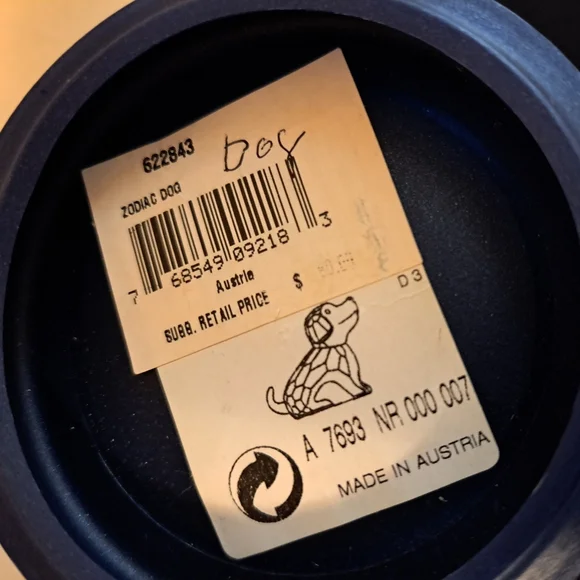 622843 Dog
ZODIAC DOG
7 68549 09218 3
Austria
SUGG. RETAIL PRICE $
D3
A 7693 NR 000 007
MADE IN AUSTRIA